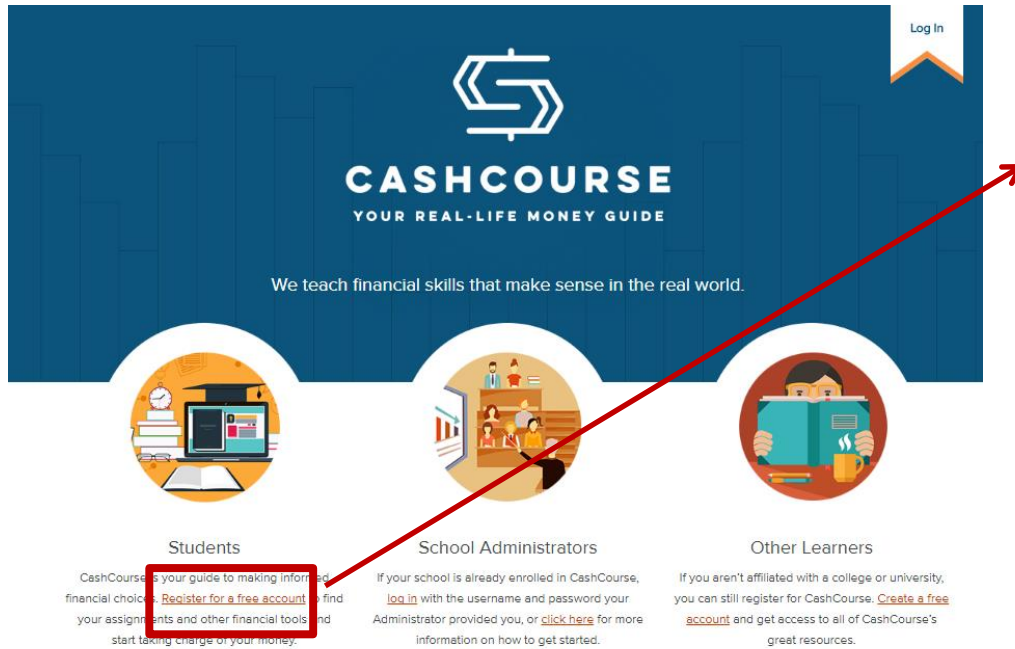 Log In
CASHCOURSE
YOUR REAL-LIFE MONEY GUIDE
We teach financial skills that make sense in the real world.
Students
CashCourse is your guide to making informed
financial choices. Register for a free account to find
your assignments and other financial tools and
start taking charge of your money.
School Administrators
If your school is already enrolled in CashCourse,
log in with the username and password your
Administrator provided you, or click here for more
information on how to get started.
Other Learners
If you aren't affiliated with a college or university,
you can still register for CashCourse. Create a free
account and get access to all of CashCourse's
great resources.